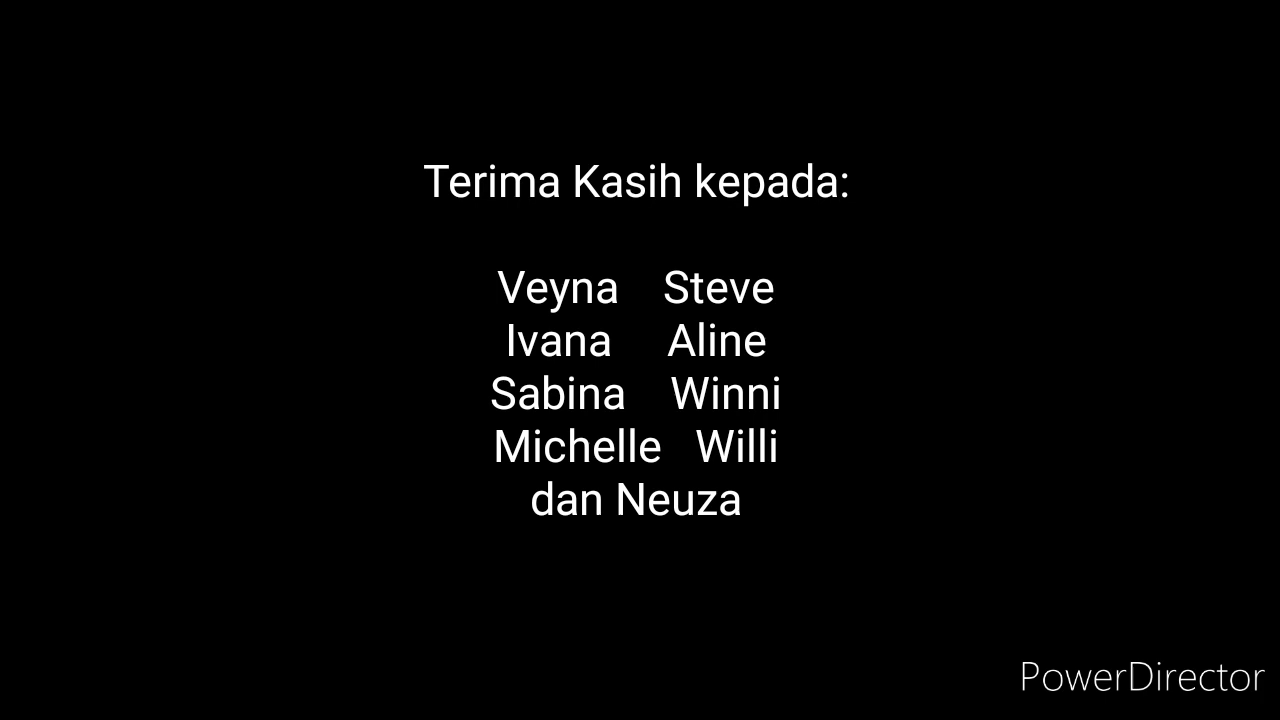 Terima Kasih kepada:
Veyna Steve
Ivana Aline
Sabina Winni
Michelle Willi
dan Neuza
PowerDirector